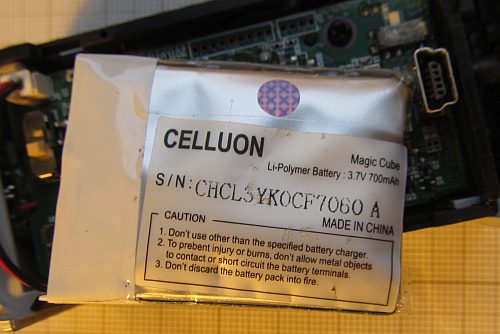 CELLUON
Magic Cube
Li-Polymer Battery : 3.7V 700mAh
S/N: CHCLSYKOCF7060 A
MADE IN CHINA
CAUTION
1. Don't use other than the specified battery charger.
2. To prebent injury or burns, don't allow metal objects
to contact or short circuit the battery terminals.
3. Don't discard the battery pack into fire.